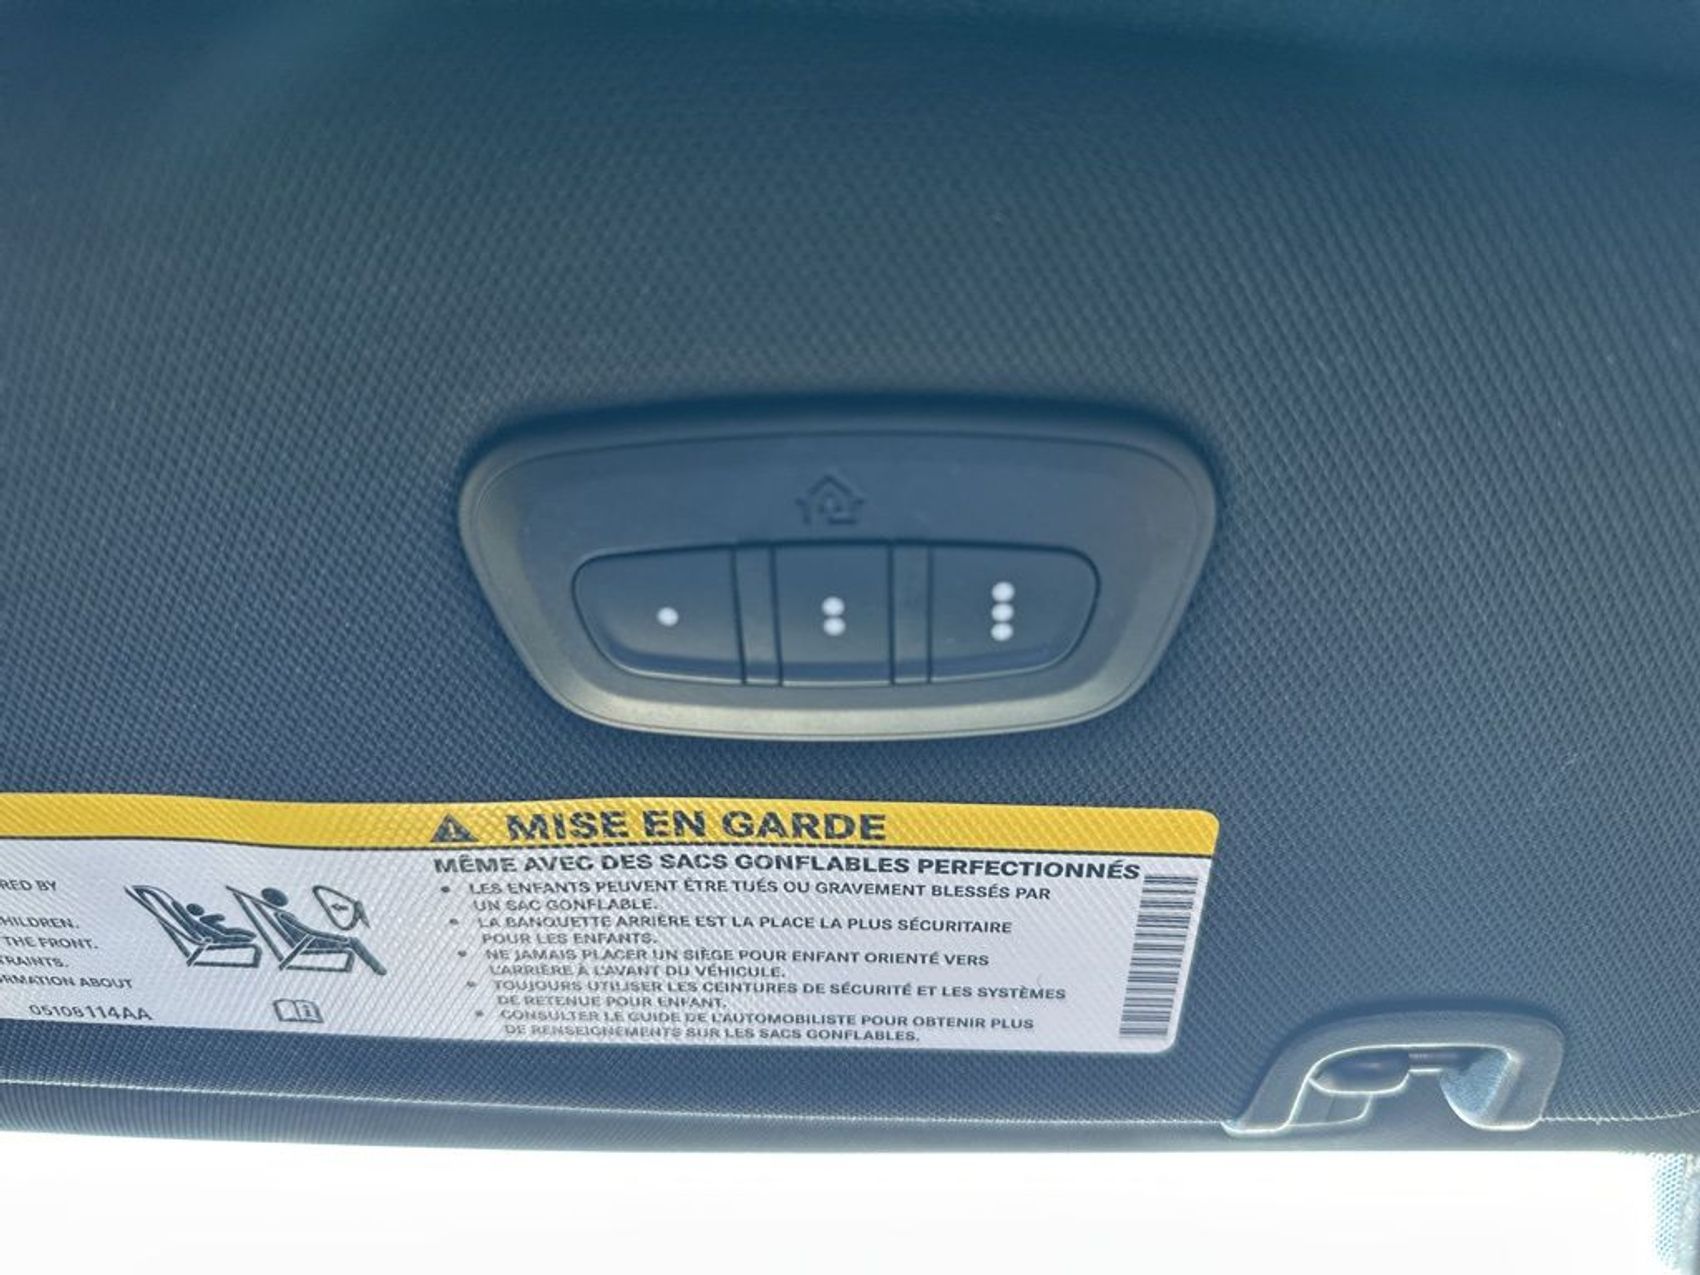 MISE EN GARDE
MÊME AVEC DES SACS GONFLABLES PERFECTIONNÉS
RED BY
HILDREN.
THE FRONT.
RAINTS.
RMATION ABOUT
05108114AA
• LES ENFANTS PEUVENT ÊTRE TUÉS OU GRAVEMENT BLESSÉS PAR
UN SAC GONFLABLE.
• LA BANQUETTE ARRIÈRE EST LA PLACE LA PLUS SÉCURITAIRE
POUR LES ENFANTS.
• NE JAMAIS PLACER UN SIÈGE POUR ENFANT ORIENTÉ VERS
L'ARRIÈRE À L'AVANT DU VÉHICULE.
• TOUJOURS UTILISER LES CEINTURES DE SÉCURITÉ ET LES SYSTÈMES
DE RETENUE POUR ENFANT.
• CONSULTER LE GUIDE DE L'AUTOMOBILISTE POUR OBTENIR PLUS
DE RENSEIGNEMENTS SUR LES SACS GONFLABLES.